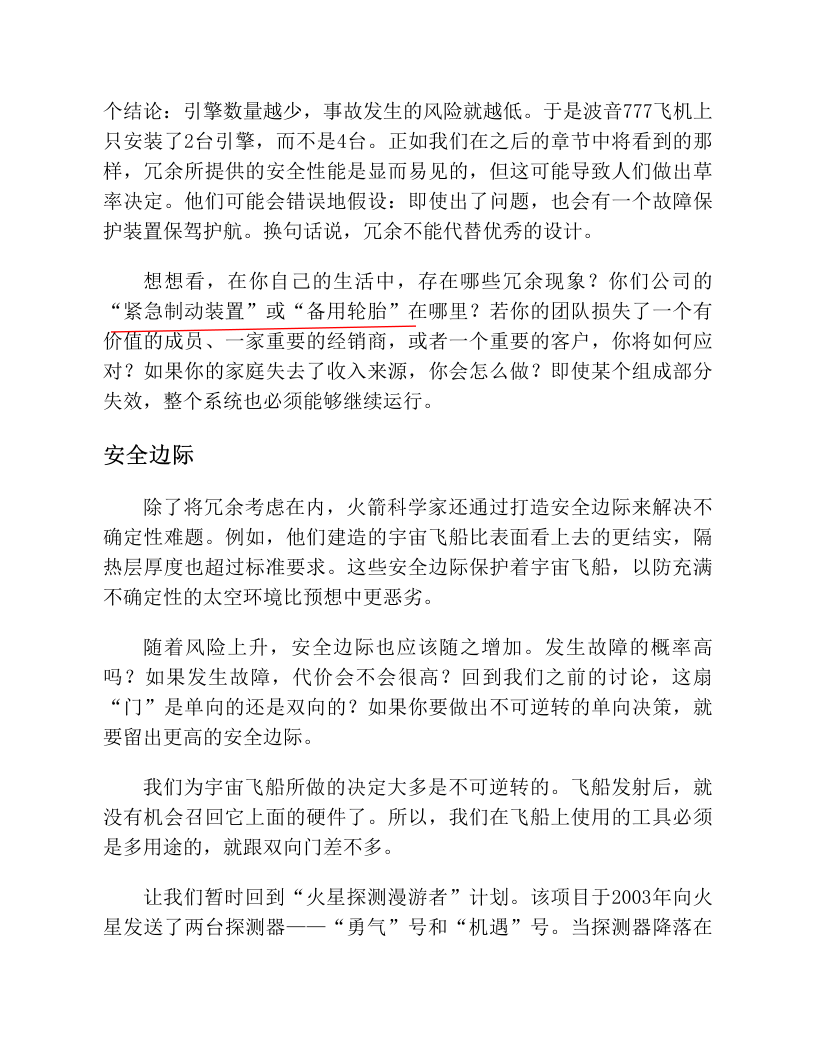 个结论：引擎数量越少，事故发生的风险就越低。于是波音777飞机上
只安装了2台引擎，而不是4台。正如我们在之后的章节中将看到的那
样，冗余所提供的安全性能是显而易见的，但这可能导致人们做出草
率决定。他们可能会错误地假设：即使出了问题，也会有一个故障保
护装置保驾护航。换句话说，冗余不能代替优秀的设计。
想想看，在你自己的生活中，存在哪些冗余现象？你们公司的
“紧急制动装置”或“备用轮胎”在哪里？若你的团队损失了一个有
价值的成员、一家重要的经销商，或者一个重要的客户，你将如何应
对？如果你的家庭失去了收入来源，你会怎么做？即使某个组成部分
失效，整个系统也必须能够继续运行。
安全边际
除了将冗余考虑在内，火箭科学家还通过打造安全边际来解决不
确定性难题。例如，他们建造的宇宙飞船比表面看上去的更结实，隔
热层厚度也超过标准要求。这些安全边际保护着宇宙飞船，以防充满
不确定性的太空环境比预想中更恶劣。
随着风险上升，安全边际也应该随之增加。发生故障的概率高
吗？如果发生故障，代价会不会很高？回到我们之前的讨论，这扇
“门”是单向的还是双向的？如果你要做出不可逆转的单向决策，就
要留出更高的安全边际。
我们为宇宙飞船所做的决定大多是不可逆转的。飞船发射后，就
没有机会召回它上面的硬件了。所以，我们在飞船上使用的工具必须
是多用途的，就跟双向门差不多。
让我们暂时回到“火星探测漫游者”计划。该项目于2003年向火
星发送了两台探测器——“勇气”号和“机遇”号。当探测器降落在